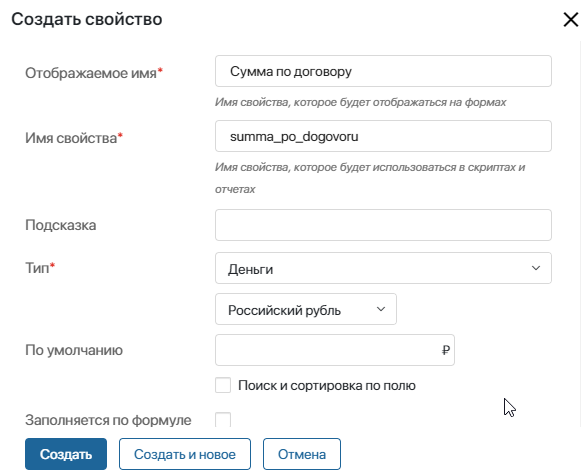 Создать свойство
Отображаемое имя*
Сумма по договору
Имя свойства, которое будет отображаться на формах
Имя свойства*
summa_po_dogovoru
Имя свойства, которое будет использоваться в скриптах и
отчетах
Подсказка
Тип*
Деньги
Российский рубль
По умолчанию
₽
Поиск и сортировка по полю
Заполняется по формуле
Создать
Создать и новое
Отмена